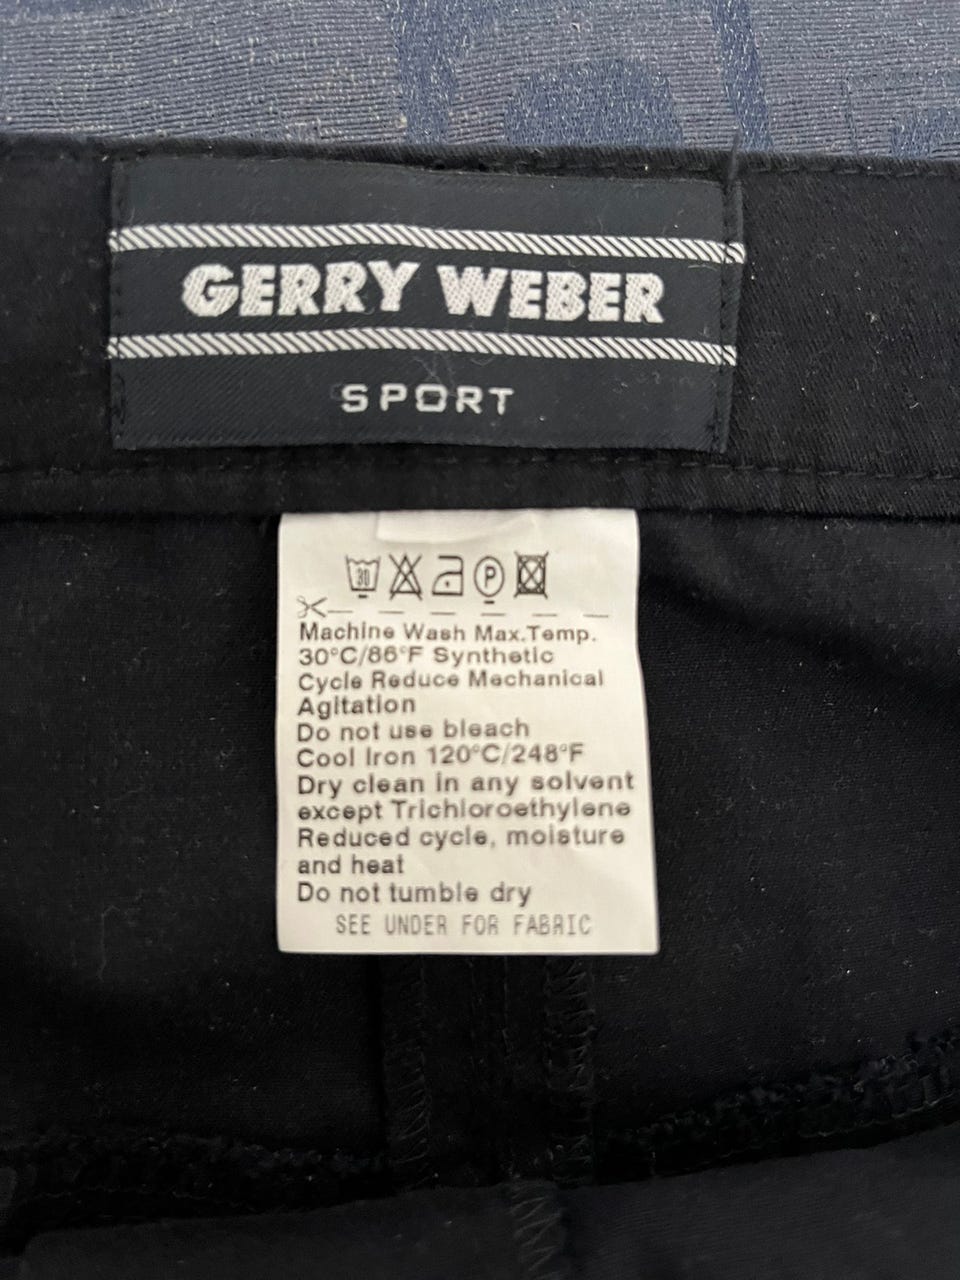 GERRY WEBER
SPORT
30 P
Machine Wash Max.Temp.
30°C/86°F Synthetic
Cycle Reduce Mechanical
Agitation
Do not use bleach
Cool Iron 120°C/248°F
Dry clean in any solvent
except Trichloroethylene
Reduced cycle, moisture
and heat
Do not tumble dry
SEE UNDER FOR FABRIC